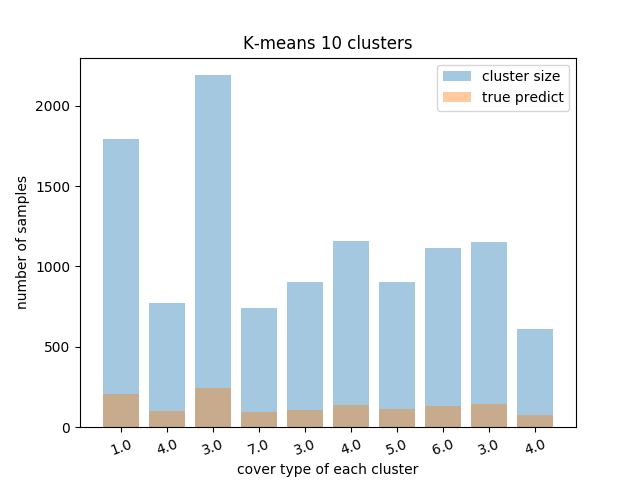 K-means 10 clusters
cluster size
true predict
2000
1500
1000
500
0
number of samples
1.0 4.0 3.0 7.0 3.0 4.0 5.0 6.0 3.0 4.0
cover type of each cluster